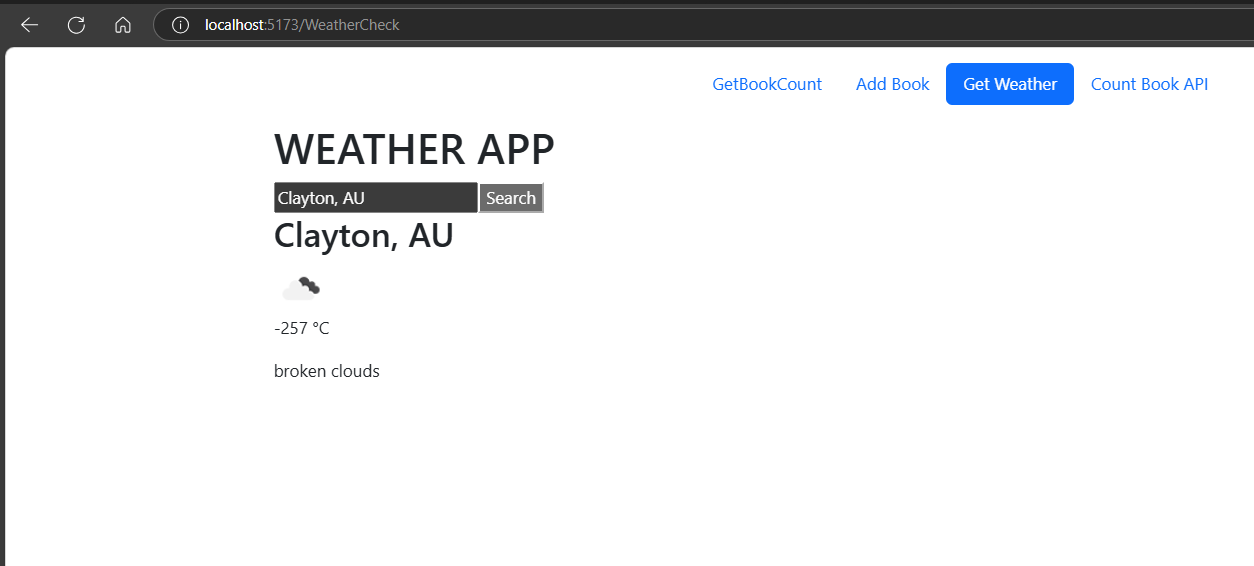 localhost:5173/WeatherCheck
GetBookCount Add Book Get Weather Count Book API
WEATHER APP
Clayton, AU Search
Clayton, AU
-257 °C
broken clouds